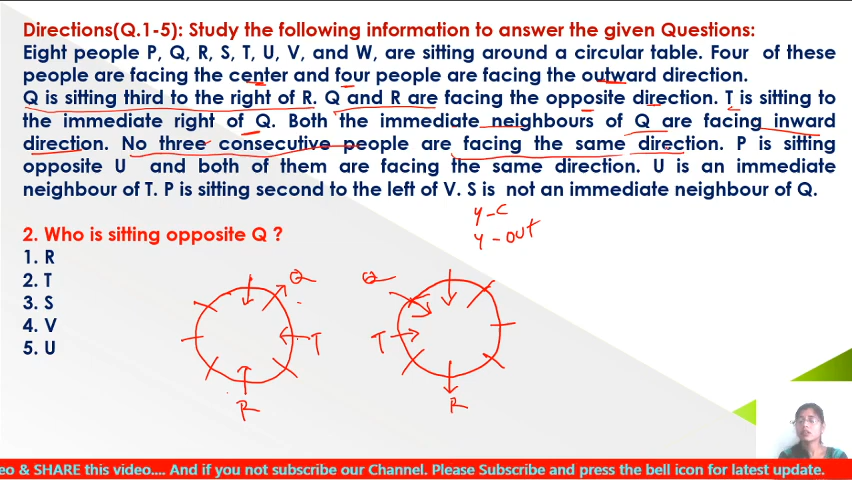 Directions(Q.1-5): Study the following information to answer the given Questions:
Eight people P, Q, R, S, T, U, V, and W, are sitting around a circular table. Four of these
people are facing the center and four people are facing the outward direction.
Q is sitting third to the right of R. Q and R are facing the opposite direction. T is sitting to
the immediate right of Q. Both the immediate neighbours of Q are facing inward
direction. No three consecutive people are facing the same direction. P is sitting
opposite U and both of them are facing the same direction. U is an immediate
neighbour of T. P is sitting second to the left of V. S is not an immediate neighbour of Q.
4-C
4-out
2. Who is sitting opposite Q ?
1. R
2. T
3. S
4. V
5. U
Q
T
R
Q
T
R
eo & SHARE this video.... And if you not subscribe our Channel. Please Subscribe and press the bell icon for latest update.